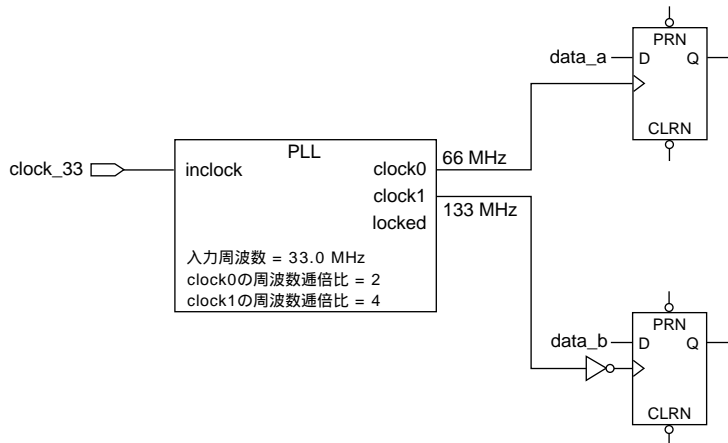 PRN
data_a
D
Q
CLRN
PLL
66 MHz
clock_33
inclock
clock0
clock1
133 MHz
locked
入力周波数 = 33.0 MHz
clock0の周波数逓倍比 = 2
clock1の周波数逓倍比 = 4
PRN
data_b
D
Q
CLRN